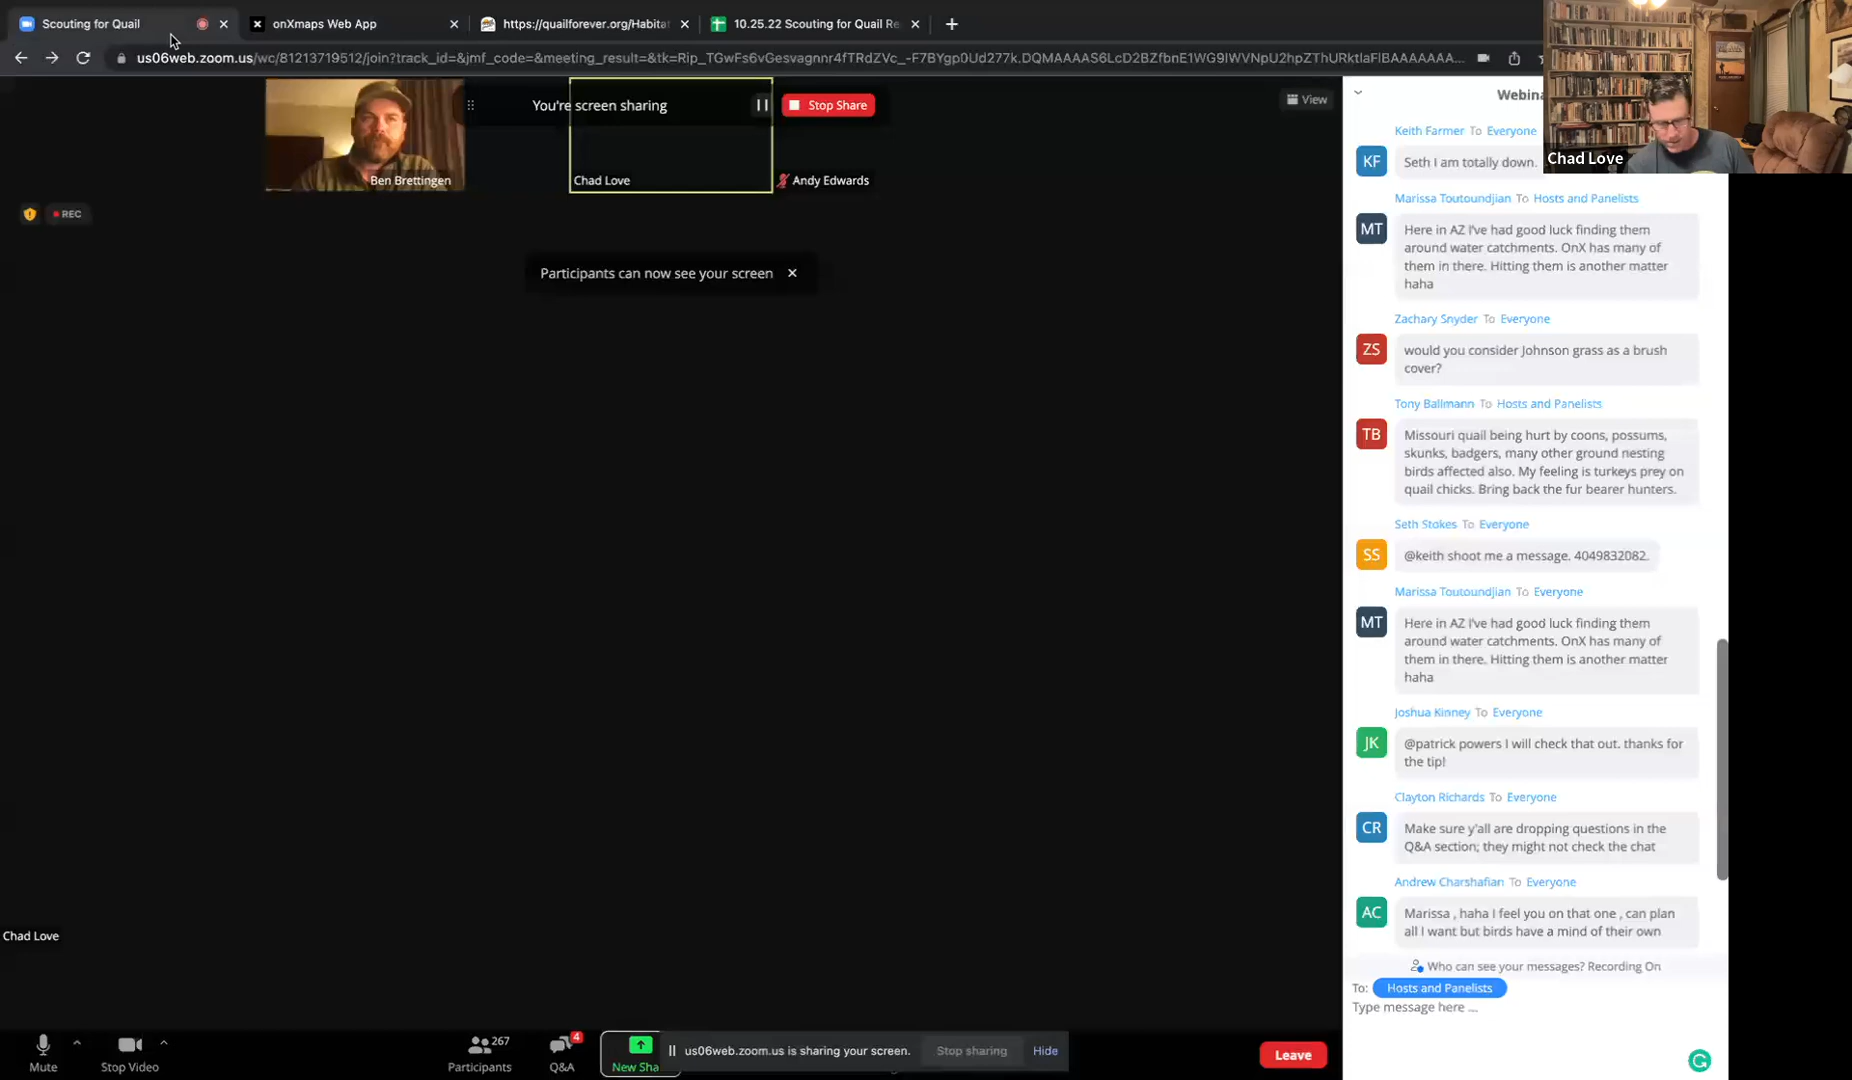 Scouting for Quail
onXmaps Web App
https://quailforever.org/Habita
10.25.22 Scouting for Quail Re
us06web.zoom.us/wc/81213719512/join?track_id=&jmf_code=&meeting_result=&tk=
You're screen sharing
Stop Share
View
Webina
Chad Love
Ben Brettingen
Chad Love
Andy Edwards
REC
Participants can now see your screen
Keith Farmer To Everyone
KF
Seth I am totally down.
Marissa Toutoundjian To Hosts and Panelists
MT
Here in AZ I've had good luck finding them
around water catchments. OnX has many of
them in there. Hitting them is another matter
haha
Zachary Snyder To Everyone
ZS
would you consider Johnson grass as a brush
cover?
Tony Ballmann To Hosts and Panelists
TB
Missouri quail being hurt by coons, possums,
skunks, badgers, many other ground nesting
birds affected also. My feeling is turkeys prey on
quail chicks. Bring back the fur bearer hunters.
Seth Stokes To Everyone
SS
@keith shoot me a message. 4049832082.
Marissa Toutoundjian To Everyone
MT
Here in AZ I've had good luck finding them
around water catchments. OnX has many of
them in there. Hitting them is another matter
haha
Joshua Kinney To Everyone
JK
@patrick powers I will check that out. thanks for
the tip!
Clayton Richards To Everyone
CR
Make sure y'all are dropping questions in the
Q&A section; they might not check the chat
Andrew Charshafian To Everyone
AC
Marissa , haha I feel you on that one , can plan
all I want but birds have a mind of their own
Who can see your messages? Recording On
To: Hosts and Panelists
Type message here ...
Chad Love
Mute
Stop Video
267
Participants
4
Q&A
New Sha
us06web.zoom.us is sharing your screen.
Stop sharing
Hide
Leave